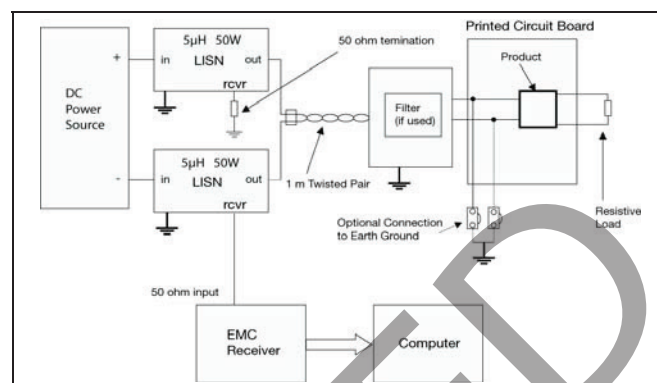 Printed Circuit Board
5µH 50W
LISN
in
out
rcvr
50 ohm temination
Product
+
DC
Power
Source
-
Filter
(if used)
5µH 50W
LISN
in
out
rcvr
1 m Twisted Pair
Optional Connection
to Earth Ground
Resistive
Load
50 ohm input
EMC
Receiver
Computer